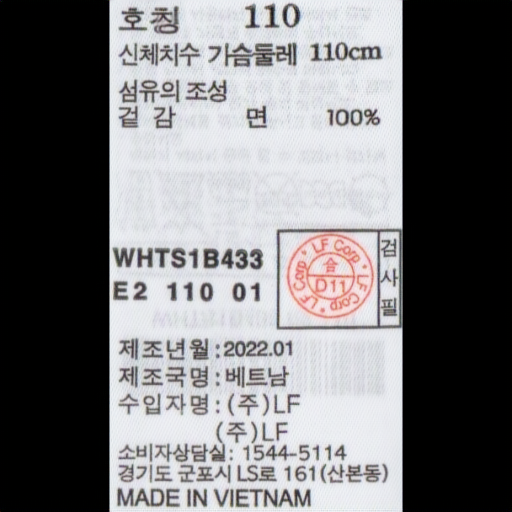 호칭 110
신체치수 가슴둘레 110cm
섬유의 조성
겉 감 면 100%
WHTS1B433
E2 110 01
LF Corp · LF Corp · LF Corp ·
合
D11
검사필
제조년월 : 2022.01
제조국명 : 베트남
수입자명 : (주) LF
(주) LF
소비자상담실 : 1544-5114
경기도 군포시 LS로 161 (산본동)
MADE IN VIETNAM